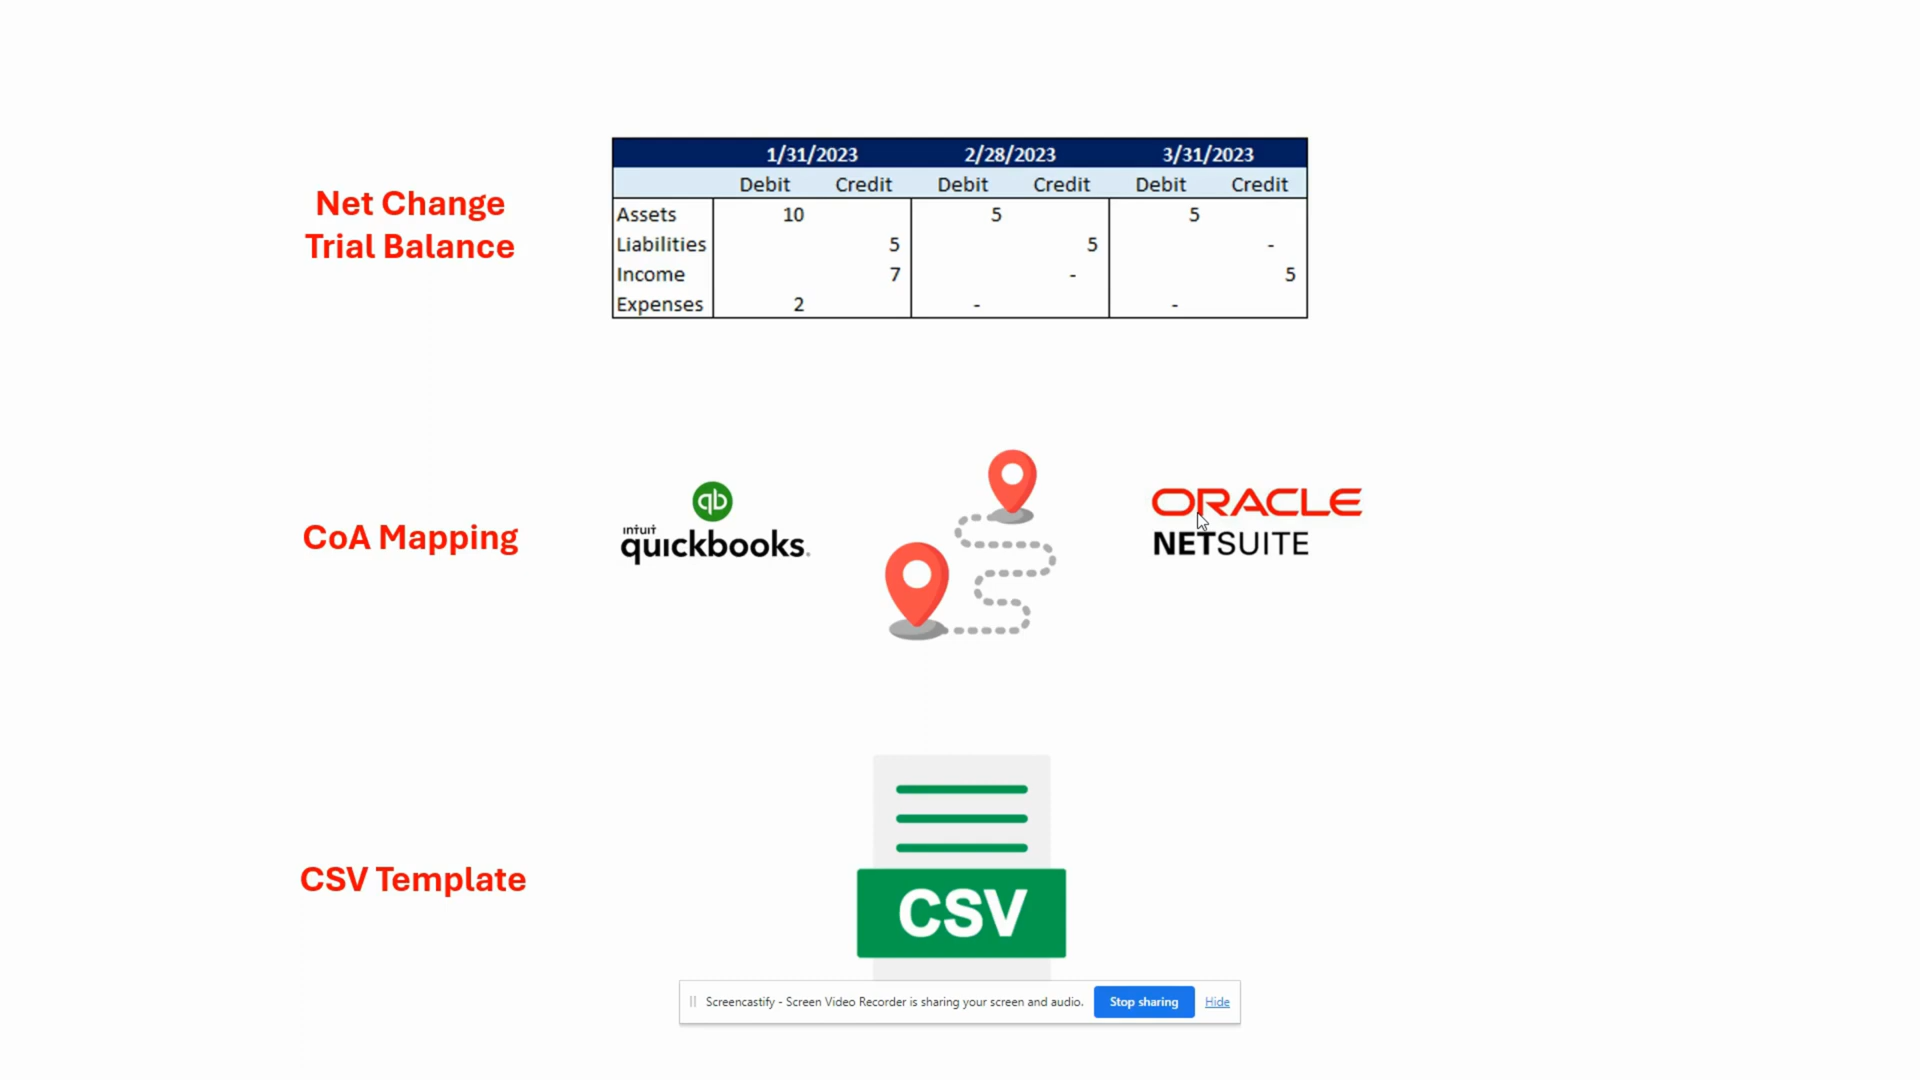 1/31/2023 2/28/2023 3/31/2023
Debit Credit Debit Credit Debit Credit
Net Change
Trial Balance
Assets 10 5 5
Liabilities 5 5 -
Income 7 - 5
Expenses 2 - -
CoA Mapping
qb
intuit
quickbooks.
ORACLE
NETSUITE
CSV Template
CSV
Screencastify - Screen Video Recorder is sharing your screen and audio. Stop sharing Hide